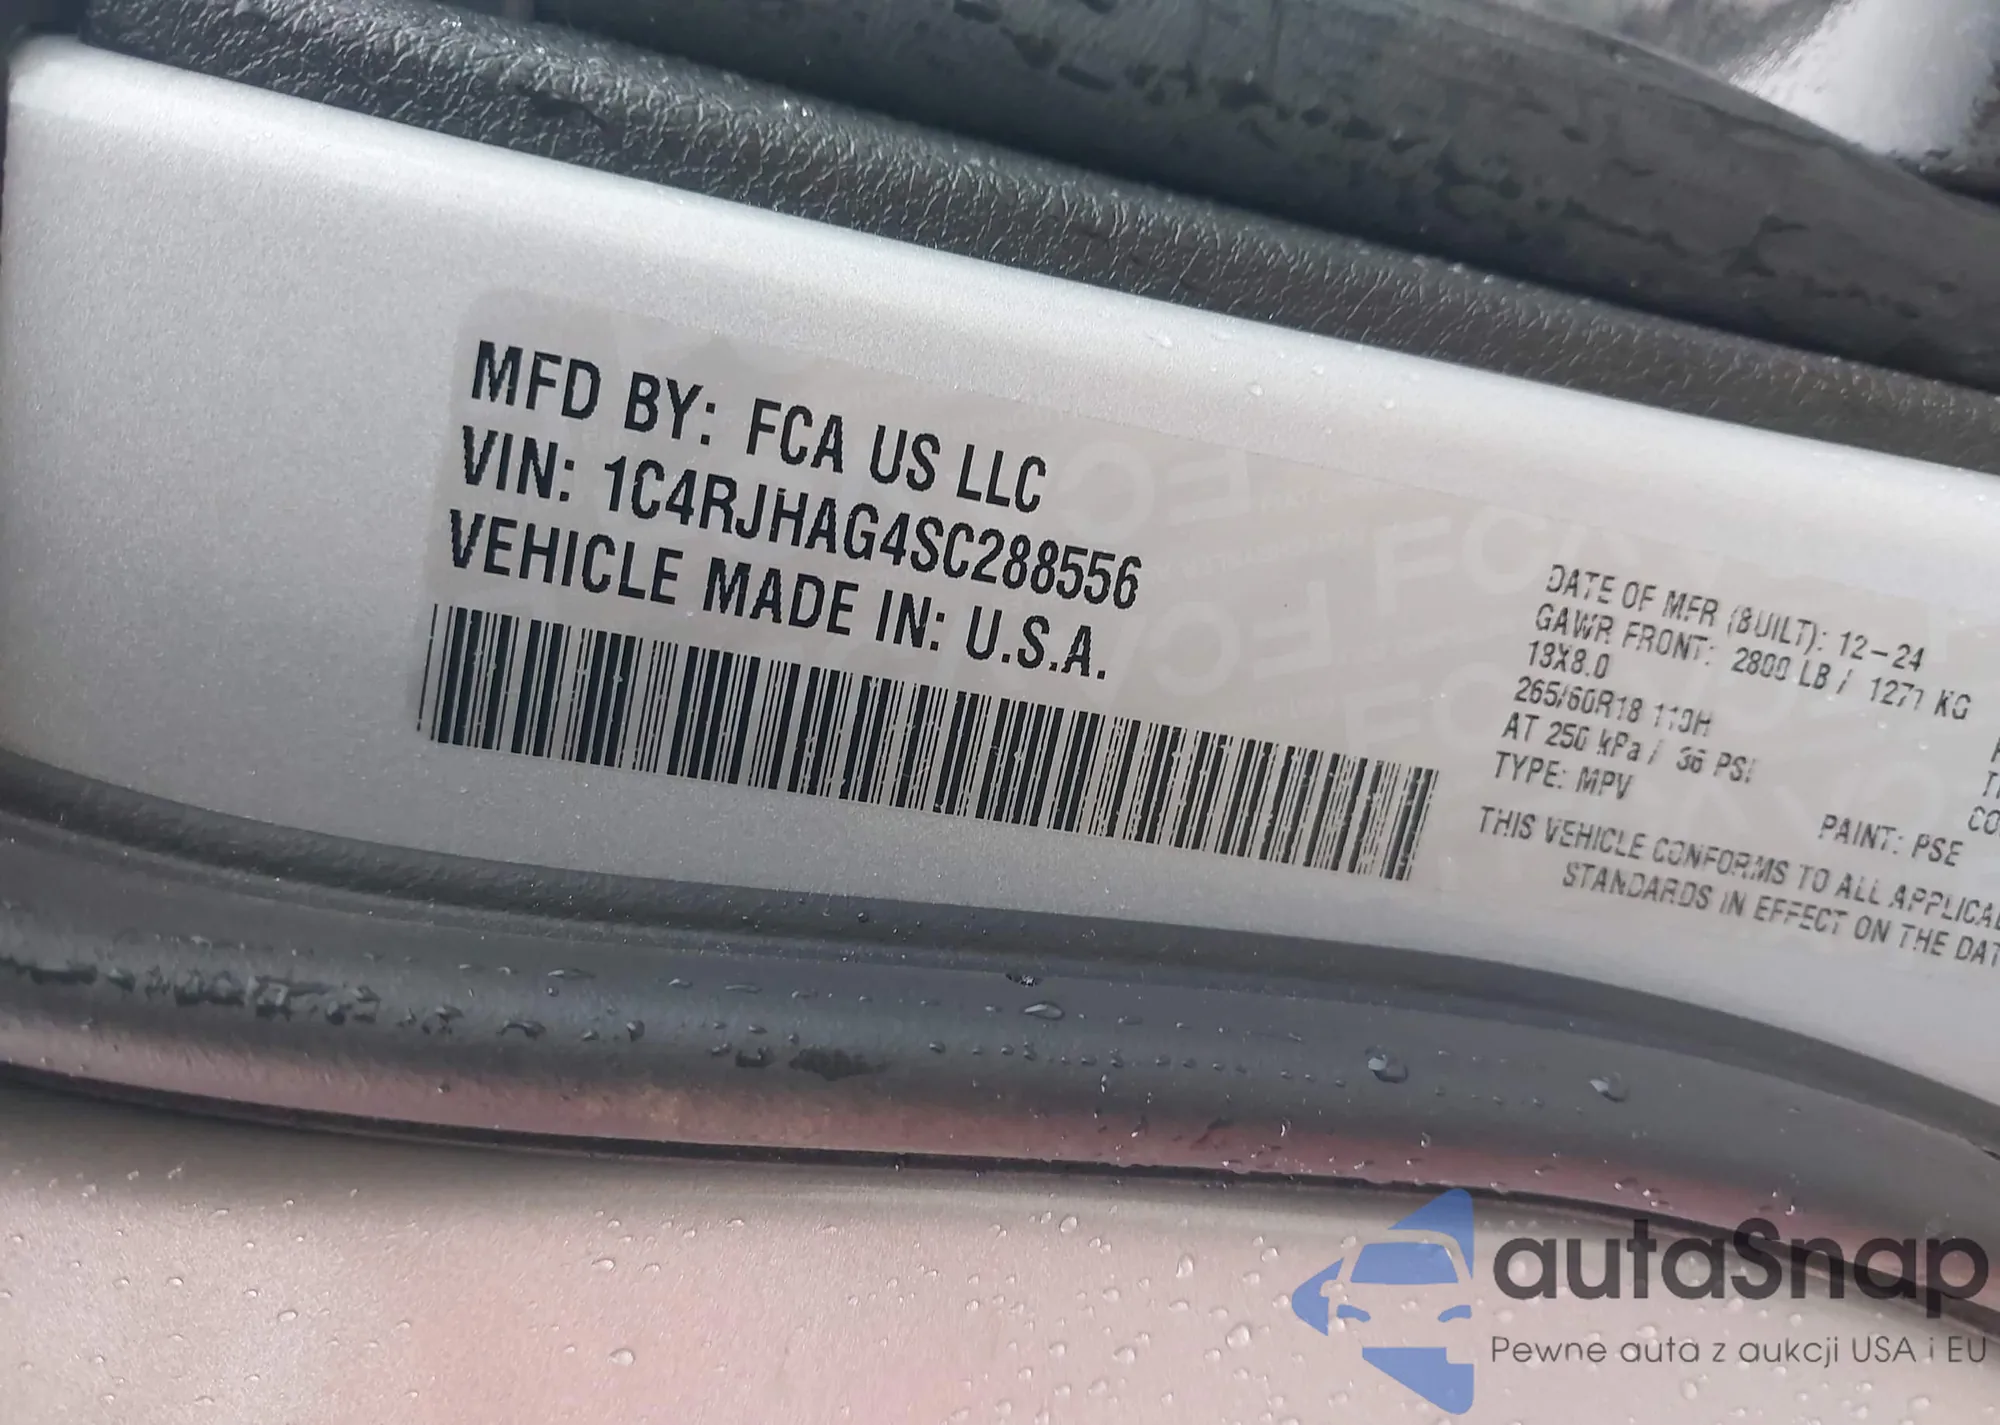 MFD BY: FCA US LLC
VIN: 1C4RJHAG4SC288556
VEHICLE MADE IN: U.S.A.
DATE OF MFR (BUILT): 12-24
GAWR FRONT: 2800 LB / 1271 KG
18X8.0
265/60R18 110H
AT 250 kPa / 36 PSI
TYPE: MPV
PAINT: PSE
THIS VEHICLE CONFORMS TO ALL
STANDARDS IN EFFECT ON THE
autaSnap
Pewne auta z aukcji USA i EU